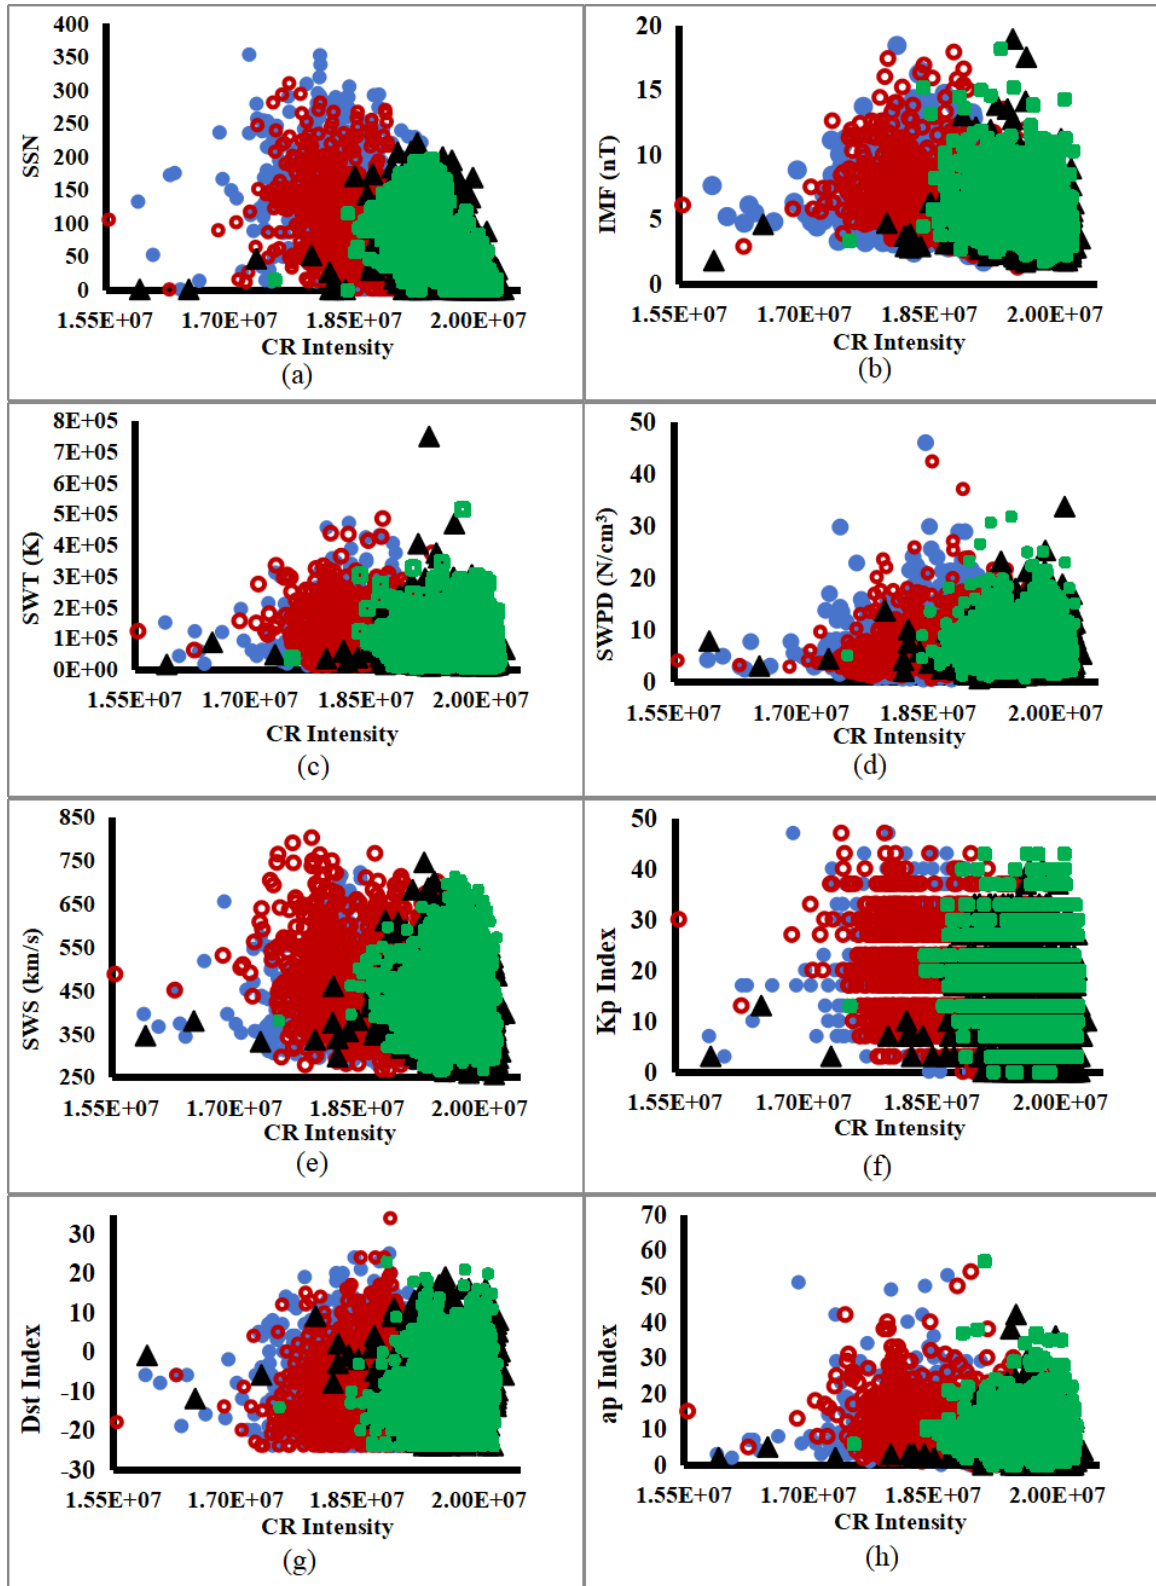 400
350
300
250
200
150
100
50
0
SSN
1.55E+07 1.70E+07 1.85E+07 2.00E+07
CR Intensity
(a)
20
15
10
5
0
IMF (nT)
1.55E+07 1.70E+07 1.85E+07 2.00E+07
CR Intensity
(b)
8E+05
7E+05
6E+05
5E+05
4E+05
3E+05
2E+05
1E+05
0E+00
SWT (K)
1.55E+07 1.70E+07 1.85E+07 2.00E+07
CR Intensity
(c)
50
40
30
20
10
0
SWPD (N/cm³)
1.55E+07 1.70E+07 1.85E+07 2.00E+07
CR Intensity
(d)
850
750
650
550
450
350
250
SWS (km/s)
1.55E+07 1.70E+07 1.85E+07 2.00E+07
CR Intensity
(e)
50
40
30
20
10
0
Kp Index
1.55E+07 1.70E+07 1.85E+07 2.00E+07
CR Intensity
(f)
30
20
10
0
-10
-20
-30
Dst Index
1.55E+07 1.70E+07 1.85E+07 2.00E+07
CR Intensity
(g)
70
60
50
40
30
20
10
0
ap Index
1.55E+07 1.70E+07 1.85E+07 2.00E+07
CR Intensity
(h)